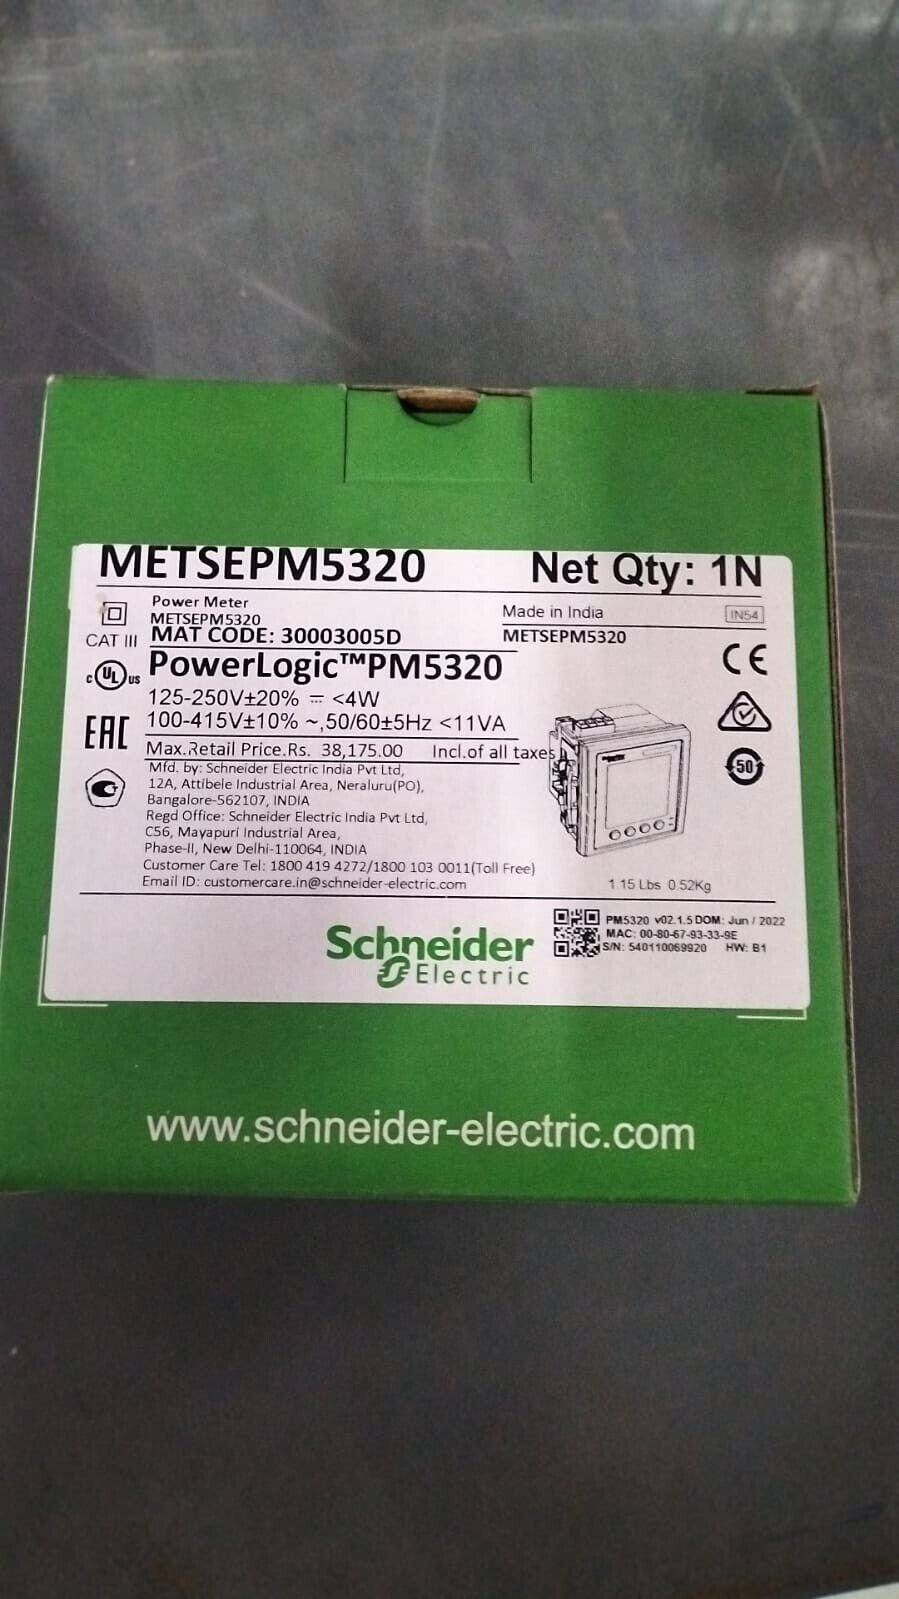 METSEPM5320 Net Qty: 1N
Power Meter
METSEPM5320
Made in India IN54
CAT III MAT CODE: 30003005D METSEPM5320
PowerLogic™PM5320
c UL US
CE
125-250V±20% ⎓ <4W
100-415V±10% ~,50/60±5Hz <11VA
EAC
Max.Retail Price.Rs. 38,175.00 Incl.of all taxes
50
Mfd. by: Schneider Electric India Pvt Ltd,
12A, Attibele Industrial Area, Neraluru(PO),
Bangalore-562107, INDIA
Regd Office: Schneider Electric India Pvt Ltd,
C56, Mayapuri Industrial Area,
Phase-II, New Delhi-110064, INDIA
Customer Care Tel: 1800 419 4272/1800 103 0011(Toll Free)
Email ID: customercare.in@schneider-electric.com
1.15 Lbs 0.52Kg
PM5320 v02.1.5 DOM: Jun / 2022
MAC: 00-80-67-93-33-9E
S/N: 540110069920 HW: B1
Schneider
Electric
www.schneider-electric.com